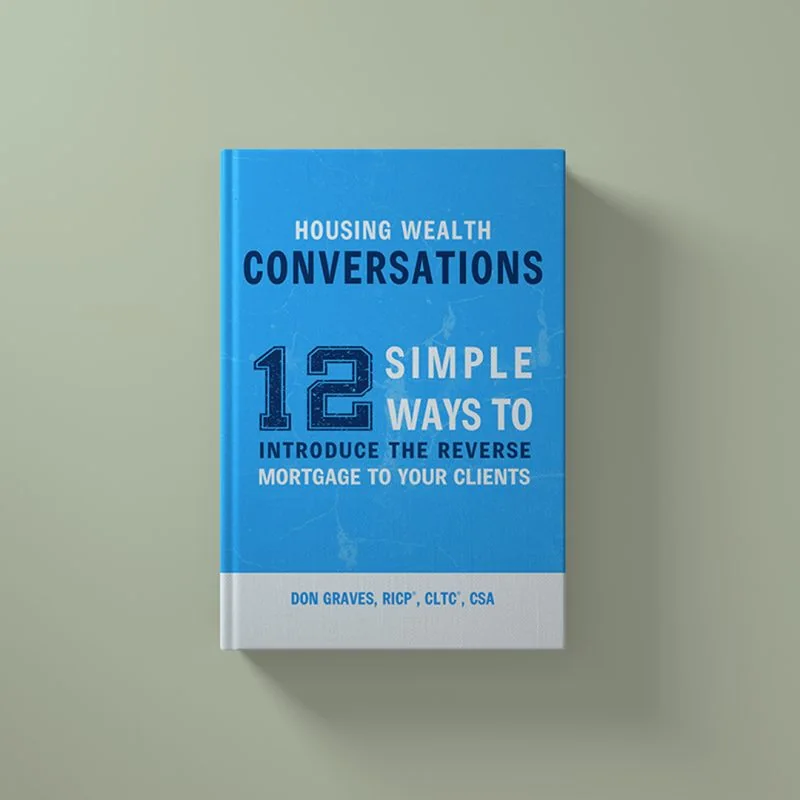 HOUSING WEALTH
CONVERSATIONS
12 SIMPLE
WAYS TO
INTRODUCE THE REVERSE
MORTGAGE TO YOUR CLIENTS
DON GRAVES, RICP®, CLTC®, CSA